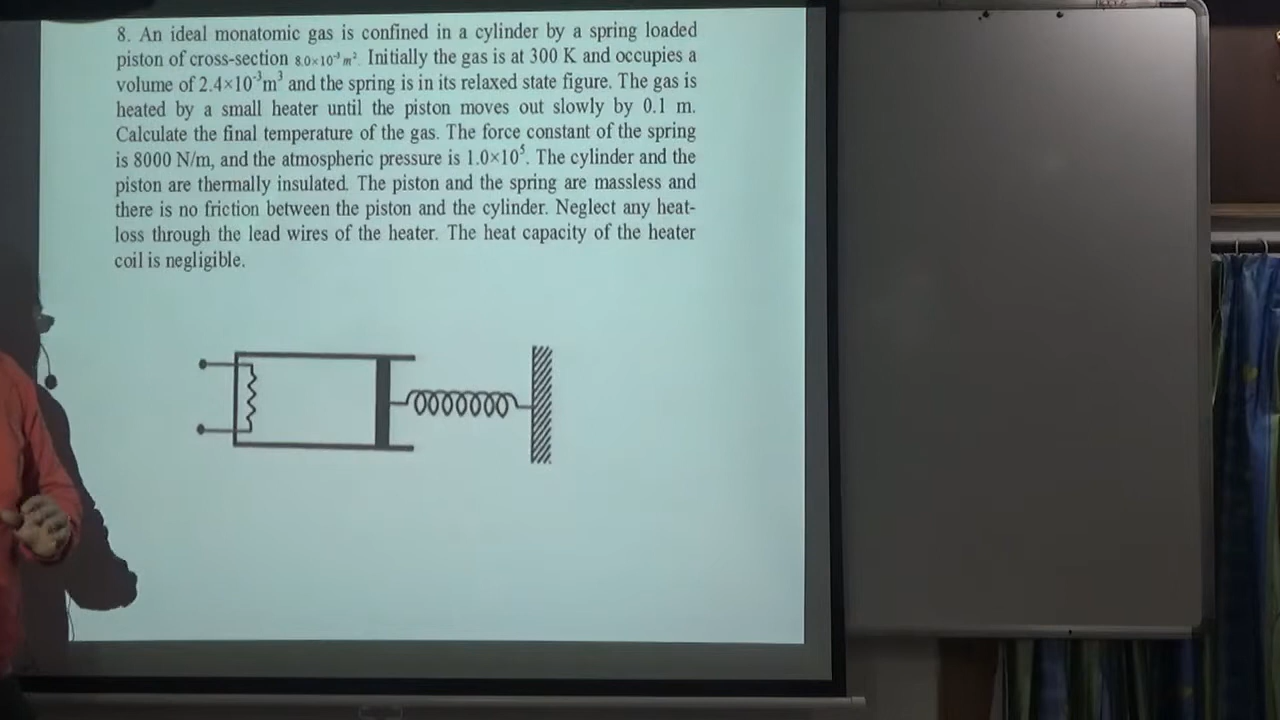 8. An ideal monatomic gas is confined in a cylinder by a spring loaded
piston of cross-section 8.0×10⁻³m². Initially the gas is at 300 K and occupies a
volume of 2.4×10⁻³m³ and the spring is in its relaxed state figure. The gas is
heated by a small heater until the piston moves out slowly by 0.1 m.
Calculate the final temperature of the gas. The force constant of the spring
is 8000 N/m, and the atmospheric pressure is 1.0×10⁵. The cylinder and the
piston are thermally insulated. The piston and the spring are massless and
there is no friction between the piston and the cylinder. Neglect any heat-
loss through the lead wires of the heater. The heat capacity of the heater
coil is negligible.